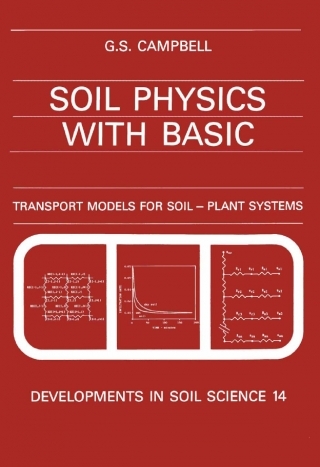 G.S. CAMPBELL
SOIL PHYSICS
WITH BASIC
TRANSPORT MODELS FOR SOIL – PLANT SYSTEMS
DEVELOPMENTS IN SOIL SCIENCE 14